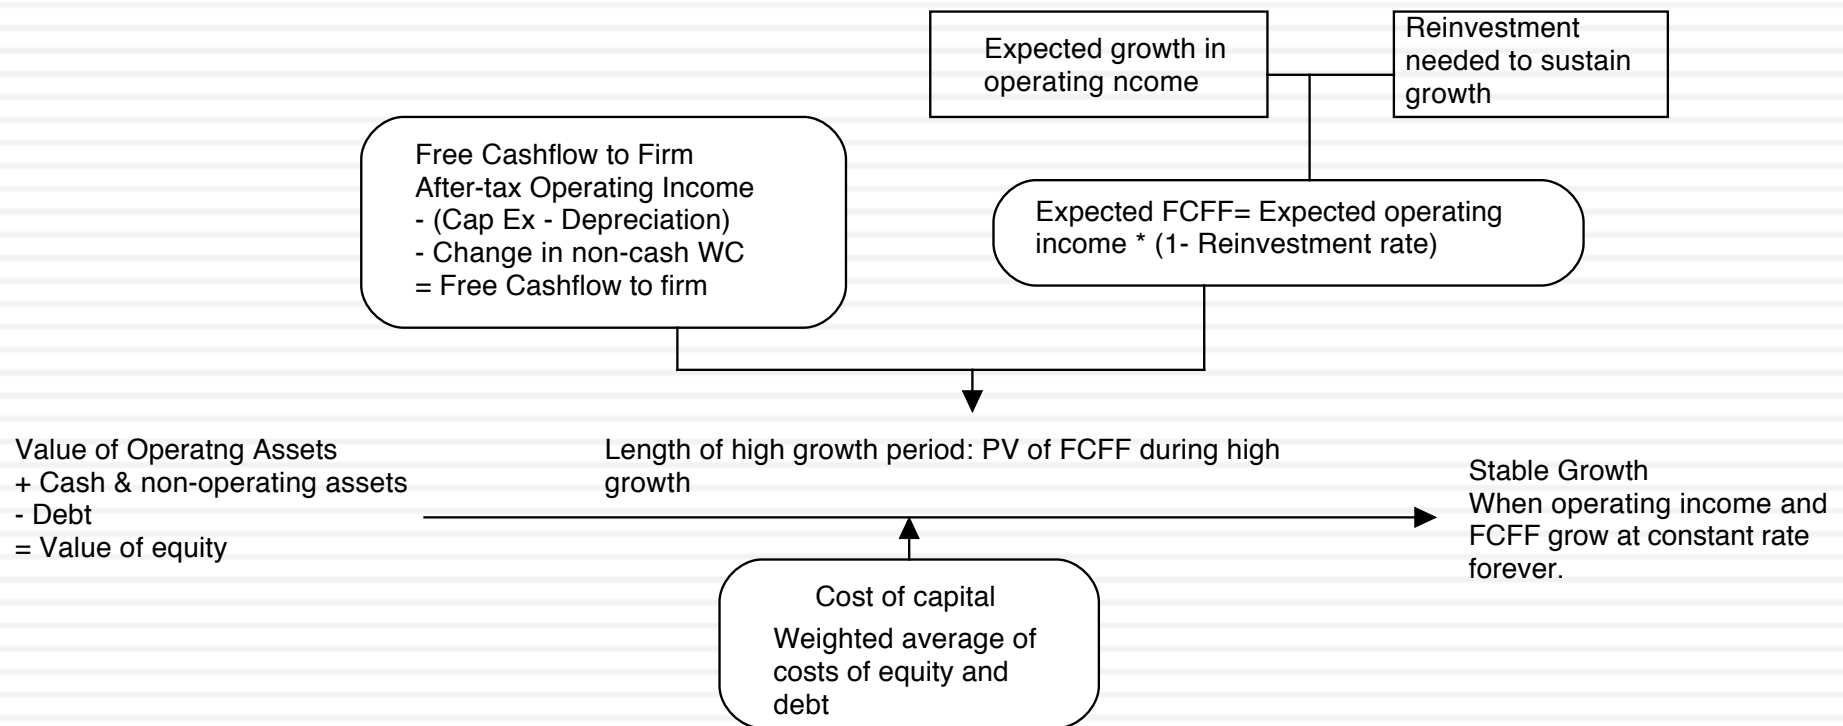 Expected growth in
operating ncome
Reinvestment
needed to sustain
growth
Free Cashflow to Firm
After-tax Operating Income
- (Cap Ex - Depreciation)
- Change in non-cash WC
= Free Cashflow to firm
Expected FCFF= Expected operating
income * (1- Reinvestment rate)
Value of Operatng Assets
+ Cash & non-operating assets
- Debt
= Value of equity
Length of high growth period: PV of FCFF during high
growth
Stable Growth
When operating income and
FCFF grow at constant rate
forever.
Cost of capital
Weighted average of
costs of equity and
debt